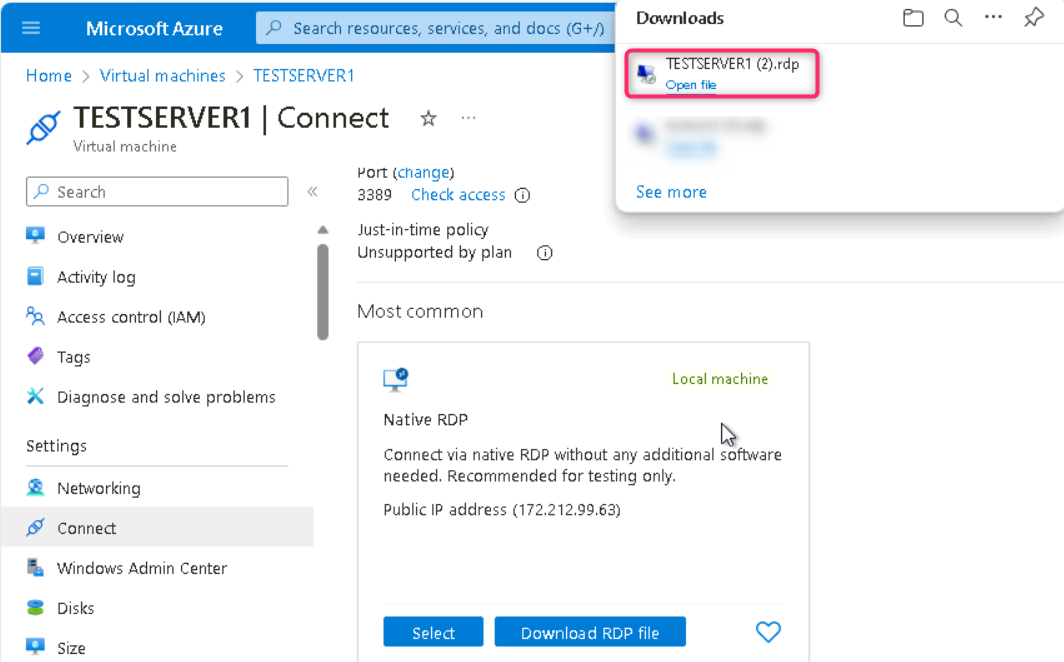 Microsoft Azure
Search resources, services, and docs (G+/)
Downloads
TESTSERVER1 (2).rdp
Open file
See more
Home > Virtual machines > TESTSERVER1
TESTSERVER1 | Connect
Virtual machine
Search
Overview
Activity log
Access control (IAM)
Tags
Diagnose and solve problems
Settings
Networking
Connect
Windows Admin Center
Disks
Size
Port (change)
3389 Check access
Just-in-time policy
Unsupported by plan
Most common
Local machine
Native RDP
Connect via native RDP without any additional software
needed. Recommended for testing only.
Public IP address (172.212.99.63)
Select
Download RDP file